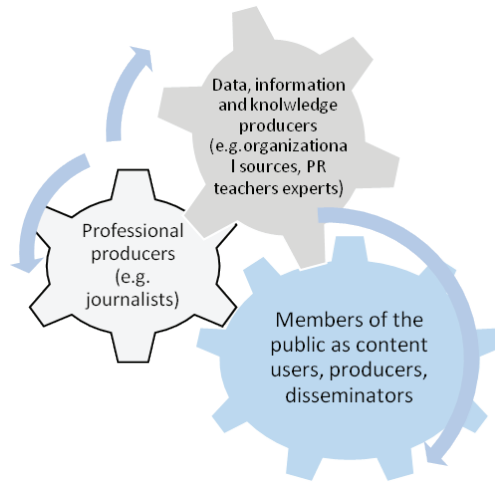 Data, information
and knolwledge
producers
(e.g.organizationa
l sources, PR
teachers experts)
Professional
producers
(e.g.
journalists)
Members of the
public as content
users, producers,
disseminators